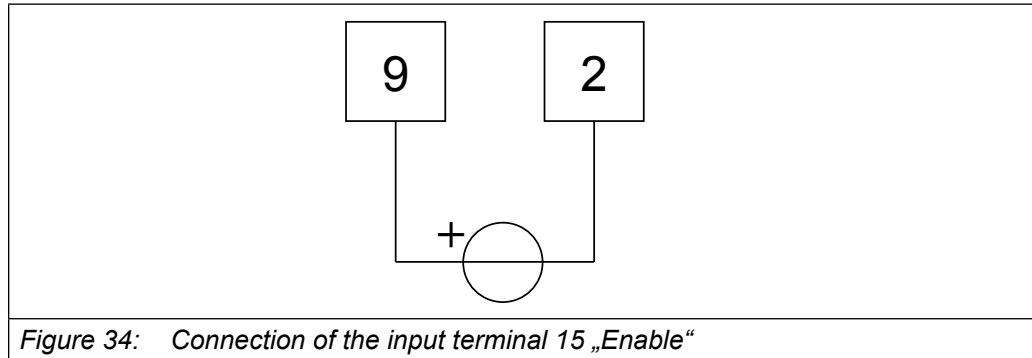 9 2
+
Figure 34: Connection of the input terminal 15 „Enable“